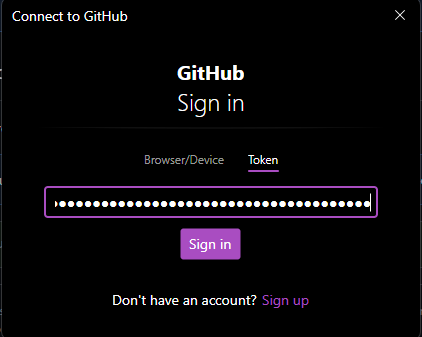 Connect to GitHub
GitHub
Sign in
Browser/Device Token
Sign in
Don't have an account? Sign up